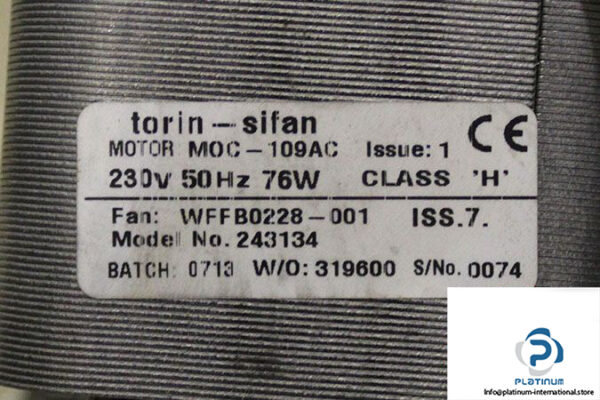 torin-sifan
MOTOR MOC-109AC Issue: 1 CE
230V 50Hz 76W CLASS 'H'
Fan: WFFB0228-001 ISS.7.
Model No. 243134
BATCH: 0713 W/O: 319600 S/No. 0074
PLATINUM
Info@platinum-international.store